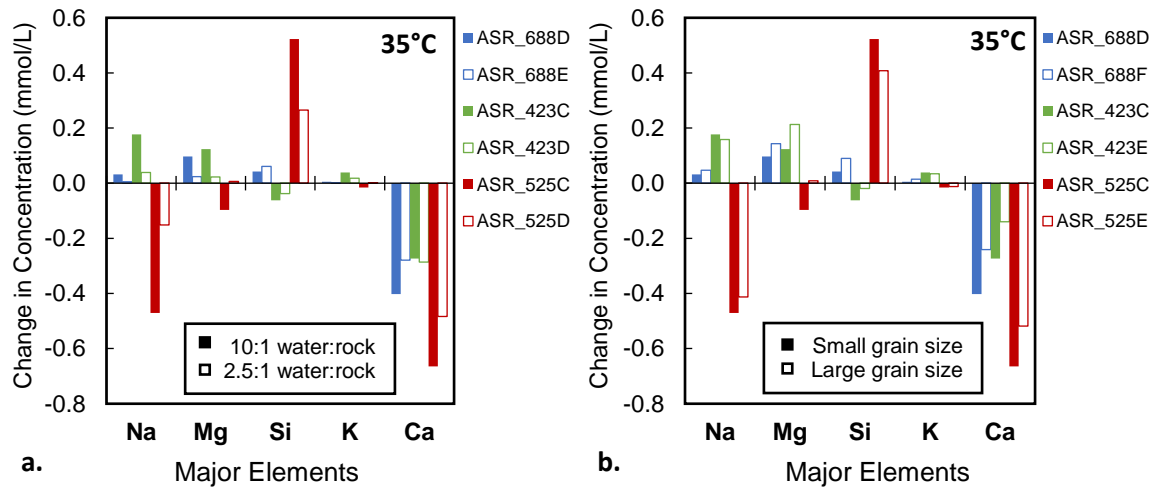 Change in Concentration (mmol/L)
0.6
0.4
0.2
0.0
-0.2
-0.4
-0.6
-0.8
35°C
10:1 water:rock
2.5:1 water:rock
Na Mg Si K Ca
Major Elements
a.
ASR_688D
ASR_688E
ASR_423C
ASR_423D
ASR_525C
ASR_525D
Change in Concentration (mmol/L)
0.6
0.4
0.2
0.0
-0.2
-0.4
-0.6
-0.8
35°C
Small grain size
Large grain size
Na Mg Si K Ca
Major Elements
b.
ASR_688D
ASR_688F
ASR_423C
ASR_423E
ASR_525C
ASR_525E